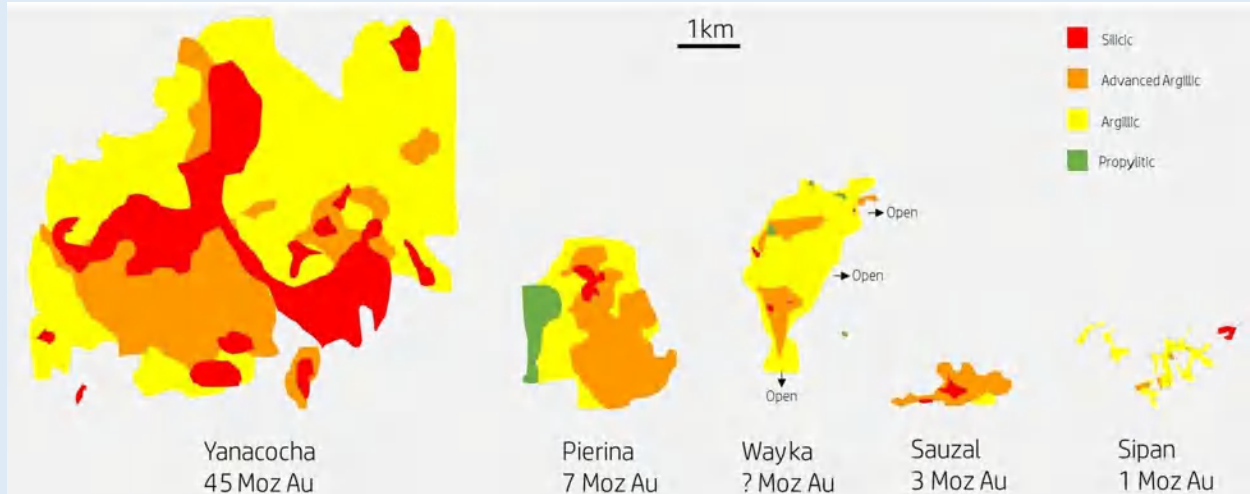 1km
Silicic
Advanced Argillic
Argillic
Propylitic
Open
Open
Open
Yanacocha
45 Moz Au
Pierina
7 Moz Au
Wayka
? Moz Au
Sauzal
3 Moz Au
Sipan
1 Moz Au